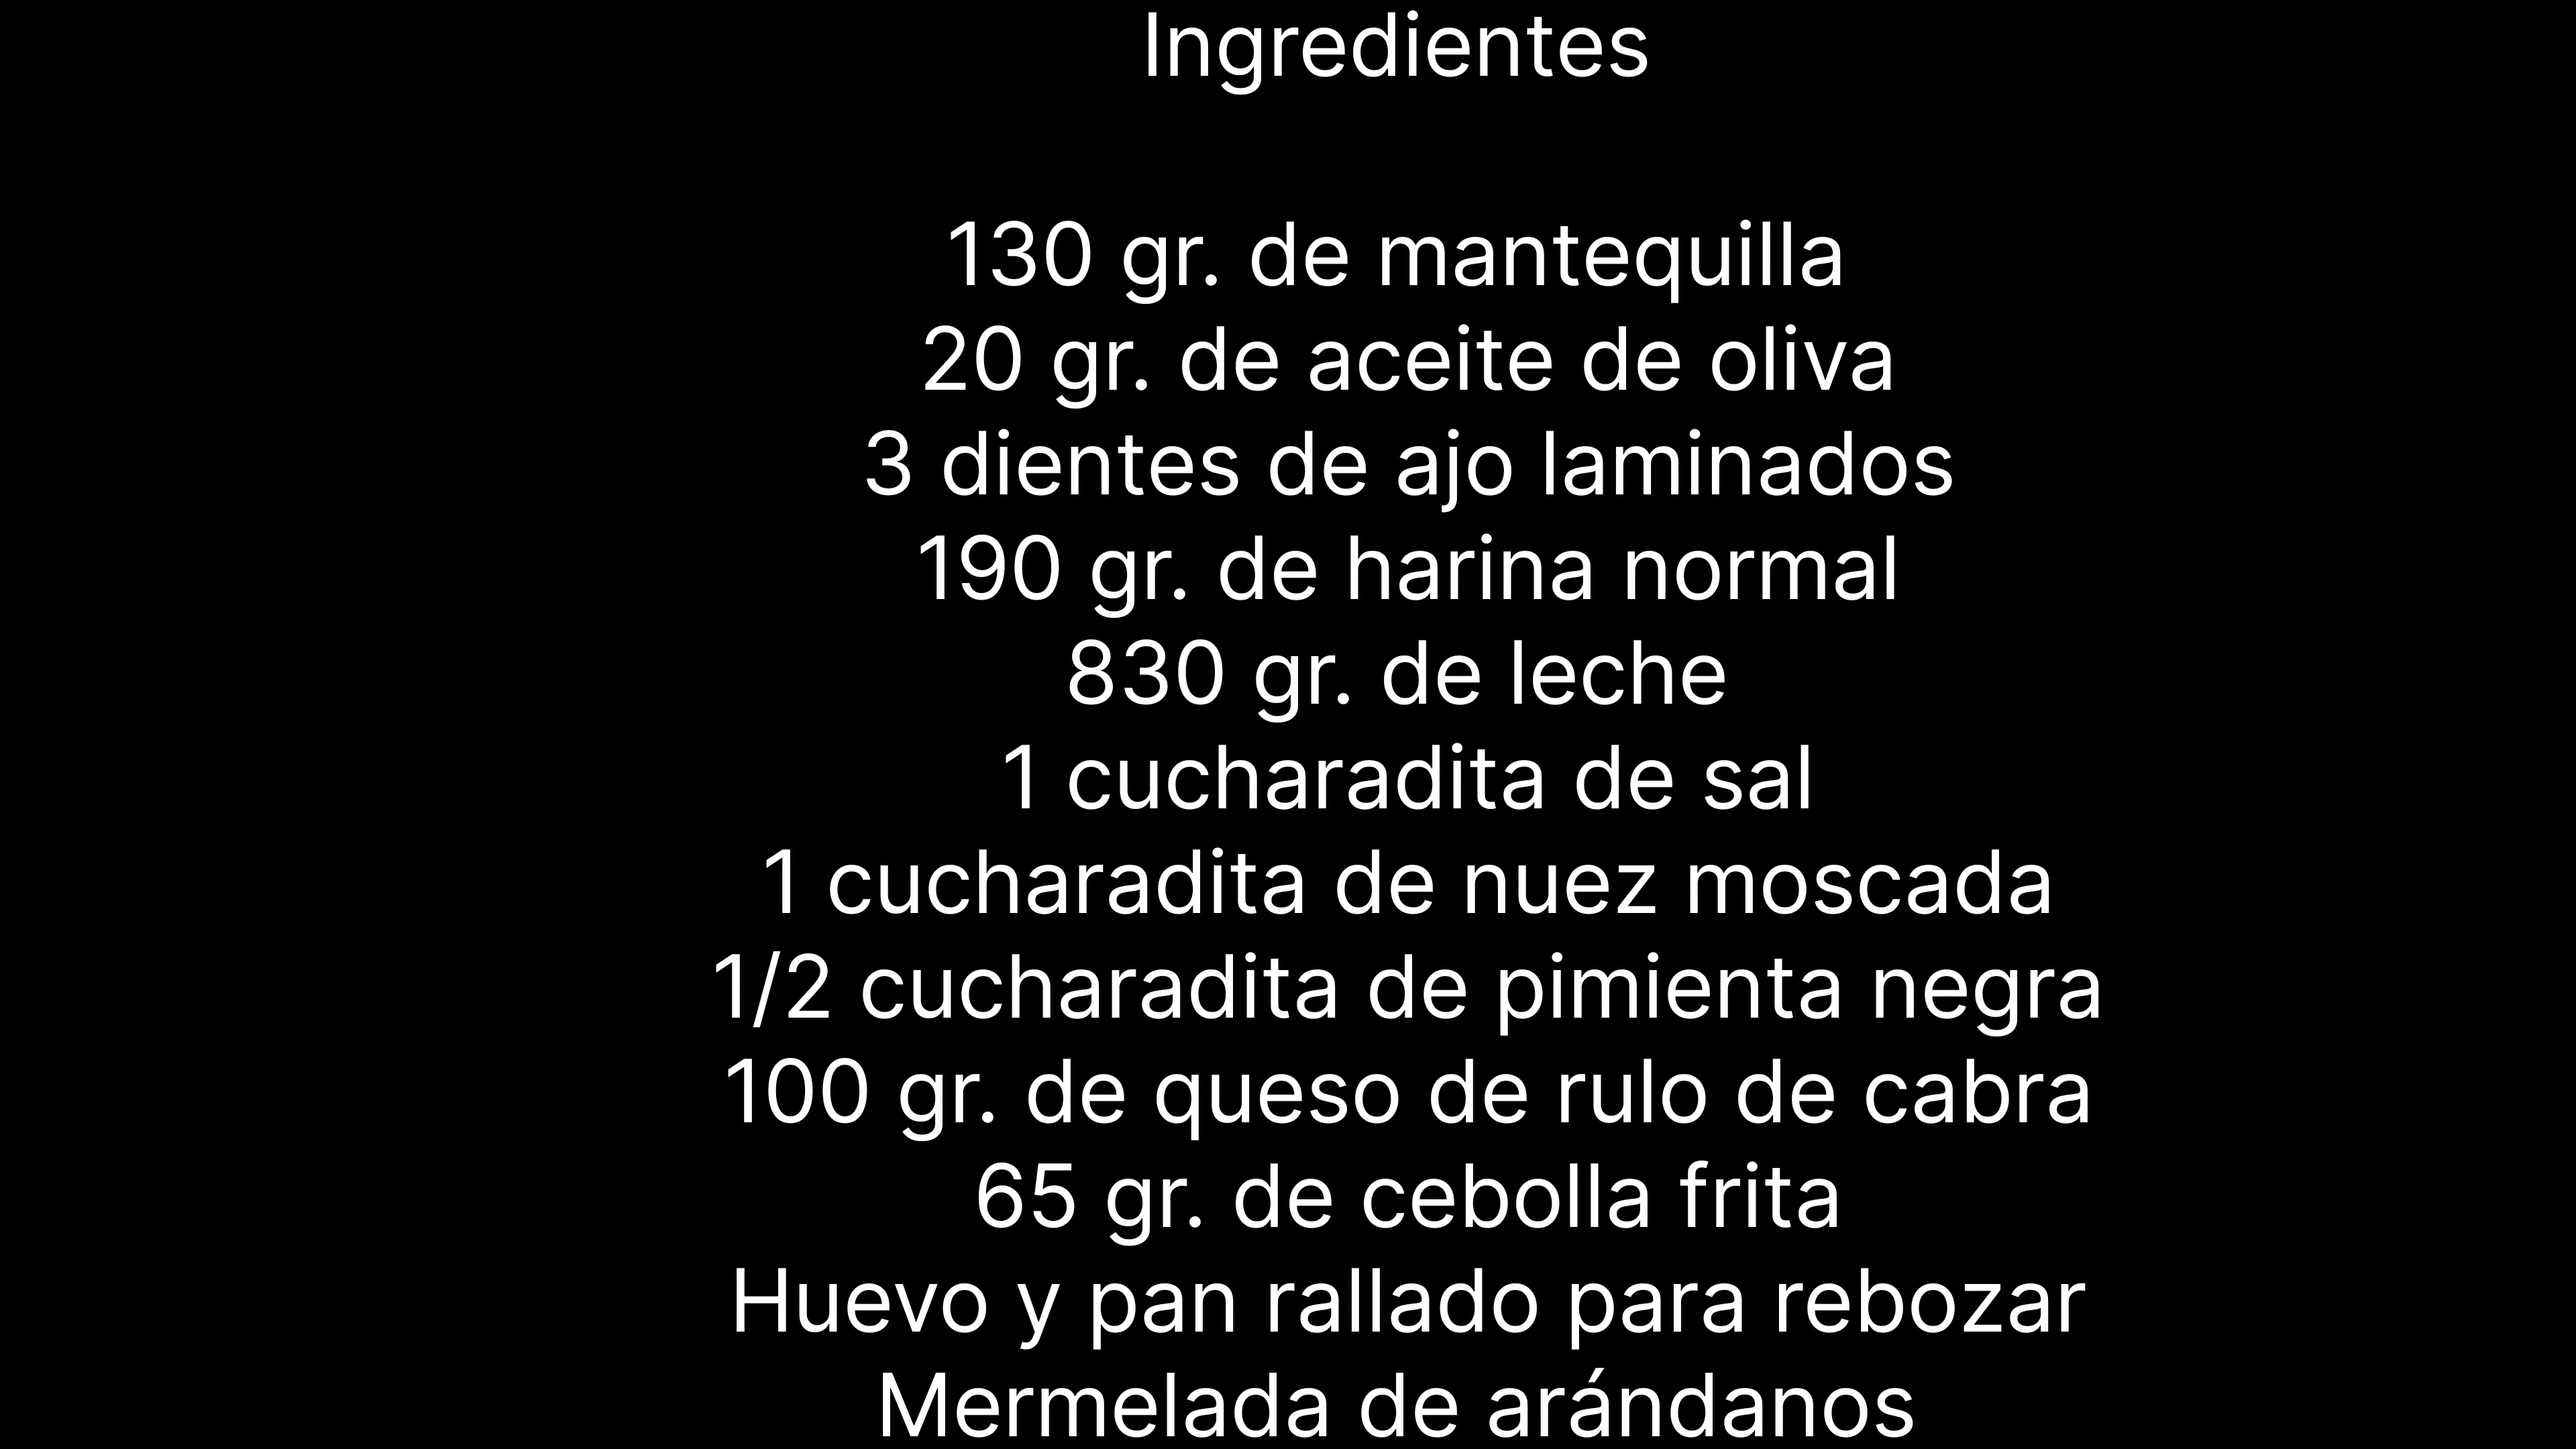 Ingredientes
130 gr. de mantequilla
20 gr. de aceite de oliva
3 dientes de ajo laminados
190 gr. de harina normal
830 gr. de leche
1 cucharadita de sal
1 cucharadita de nuez moscada
1/2 cucharadita de pimienta negra
100 gr. de queso de rulo de cabra
65 gr. de cebolla frita
Huevo y pan rallado para rebozar
Mermelada de arándanos